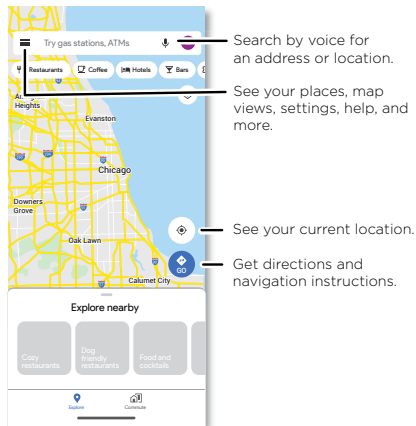 Try gas stations, ATMs
Restaurants
Coffee
Hotels
Bars
Search by voice for
an address or location.
See your places, map
views, settings, help, and
more.
Heights
Evanston
Chicago
Downers
Grove
Oak Lawn
See your current location.
GO
Get directions and
navigation instructions.
Calumet City
Explore nearby
Cozy
restaurants
Dog
friendly
restaurants
Food and
cocktails
Explore
Commute